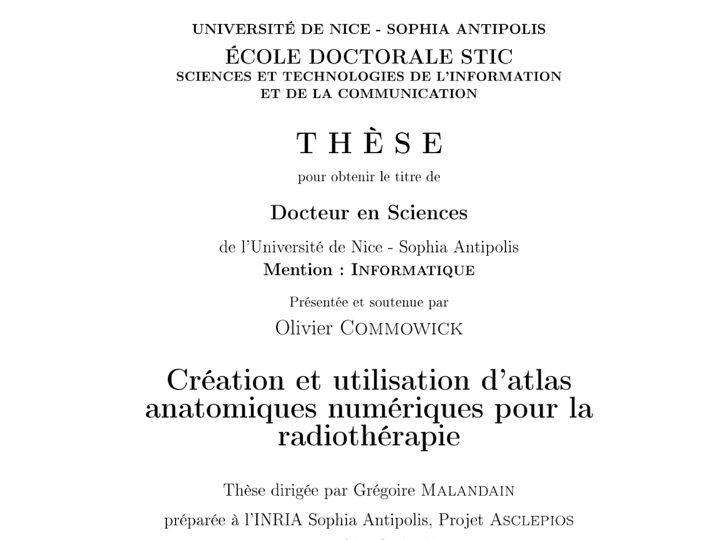 UNIVERSITÉ DE NICE - SOPHIA ANTIPOLIS
ÉCOLE DOCTORALE STIC
SCIENCES ET TECHNOLOGIES DE L'INFORMATION
ET DE LA COMMUNICATION
T H È S E
pour obtenir le titre de
Docteur en Sciences
de l'Université de Nice - Sophia Antipolis
Mention : INFORMATIQUE
Présentée et soutenue par
Olivier COMMOWICK
Création et utilisation d'atlas
anatomiques numériques pour la
radiothérapie
Thèse dirigée par Grégoire MALANDAIN
préparée à l'INRIA Sophia Antipolis, Projet ASCLEPIOS